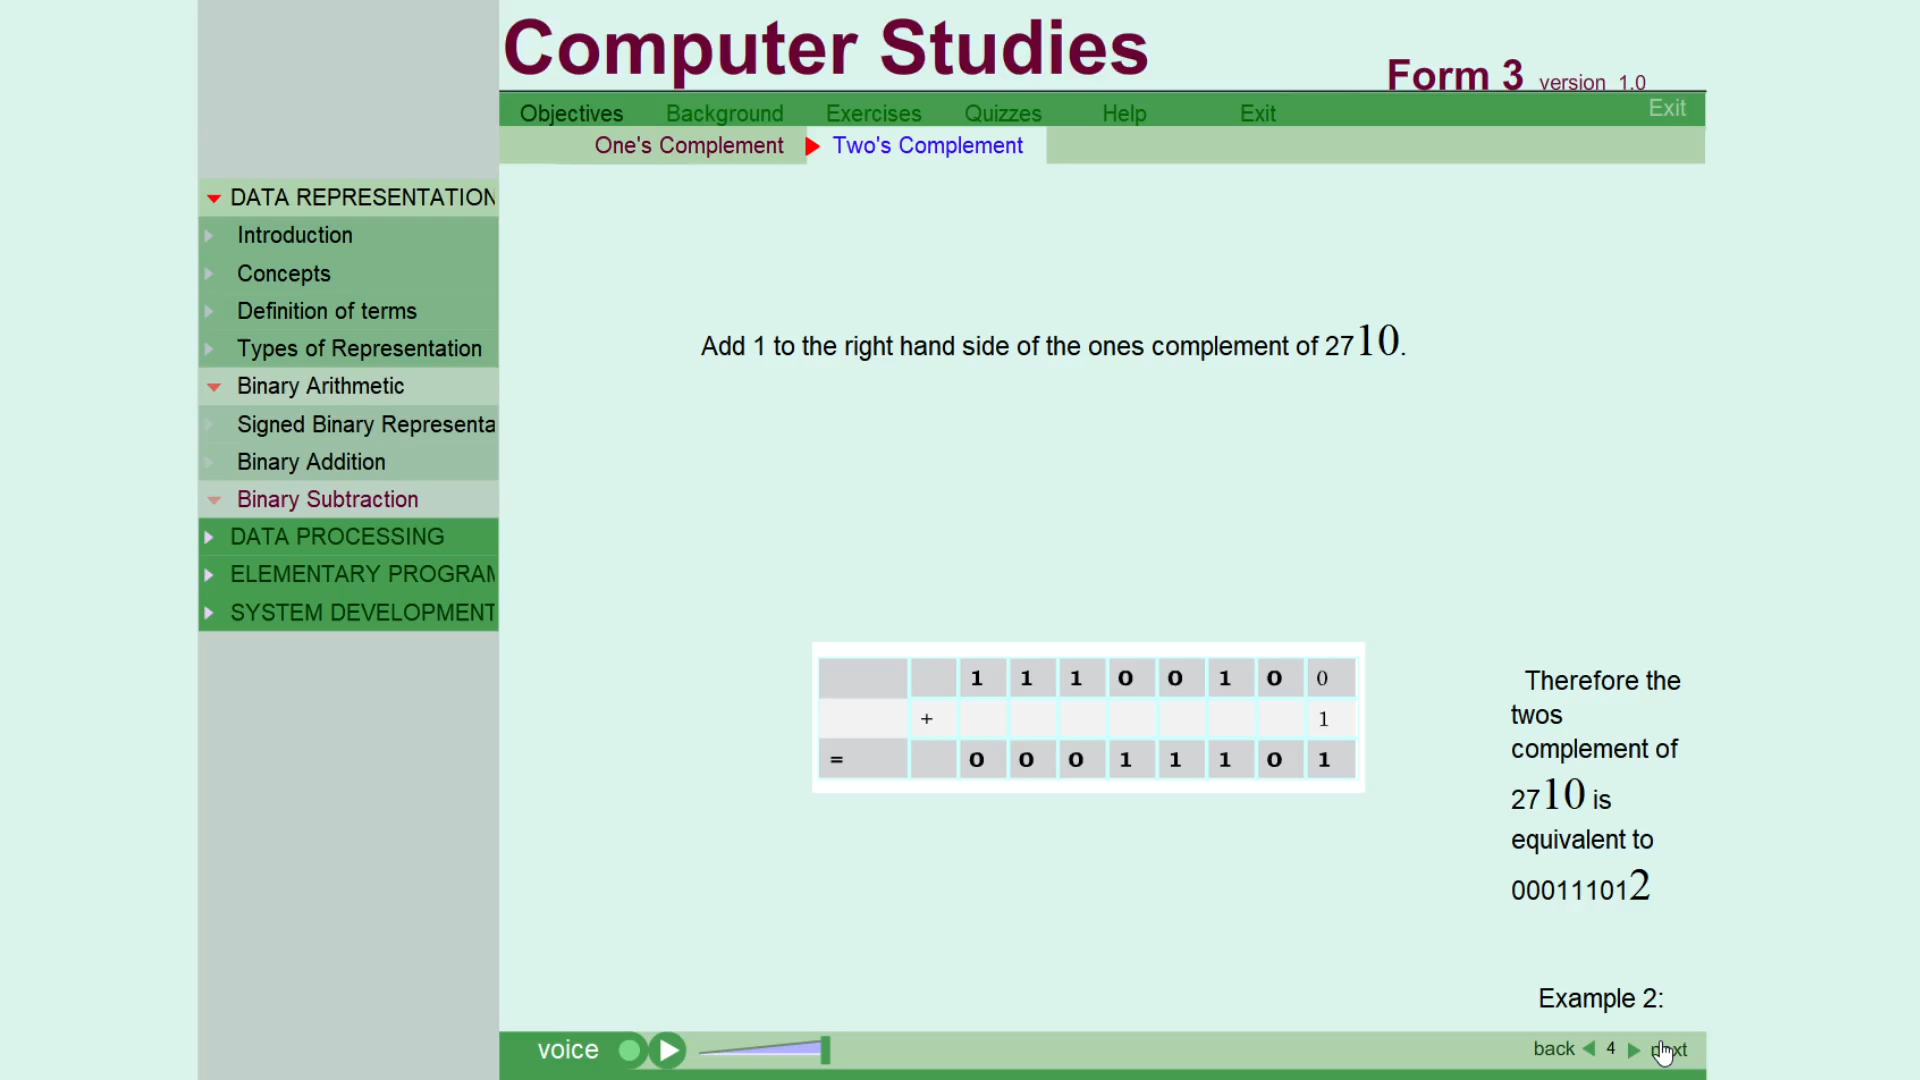 Computer Studies
Form 3 version 1.0
Objectives Background Exercises Quizzes Help Exit Exit
One's Complement Two's Complement
DATA REPRESENTATION
Introduction
Concepts
Definition of terms
Types of Representation
Binary Arithmetic
Signed Binary Representa
Binary Addition
Binary Subtraction
DATA PROCESSING
ELEMENTARY PROGRAM
SYSTEM DEVELOPMENT
Add 1 to the right hand side of the ones complement of 2710.
1 1 1 0 0 1 0 0
+ 1
= 0 0 0 1 1 1 0 1
Therefore the
twos
complement of
2710 is
equivalent to
000111012
Example 2:
voice
back 4 next